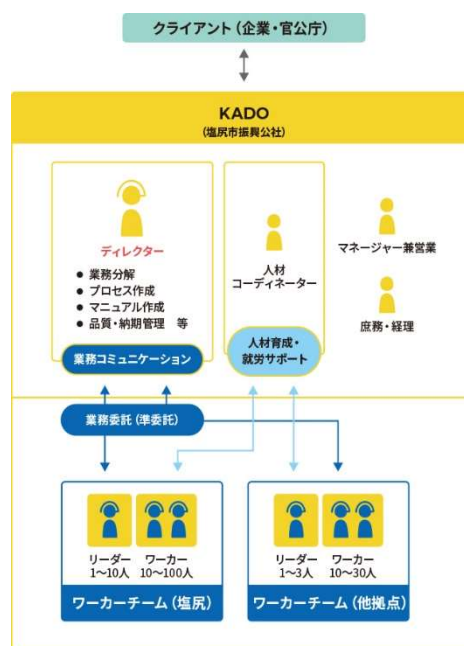 クライアント（企業・官公庁）
KADO
（塩尻市振興公社）
ディレクター
● 業務分解
● プロセス作成
● マニュアル作成
● 品質・納期管理　等
業務コミュニケーション
人材
コーディネーター
人材育成・
就労サポート
マネージャー兼営業
庶務・経理
業務委託（準委託）
リーダー
1〜10人
ワーカー
10〜100人
ワーカーチーム（塩尻）
リーダー
1〜3人
ワーカー
10〜30人
ワーカーチーム（他拠点）